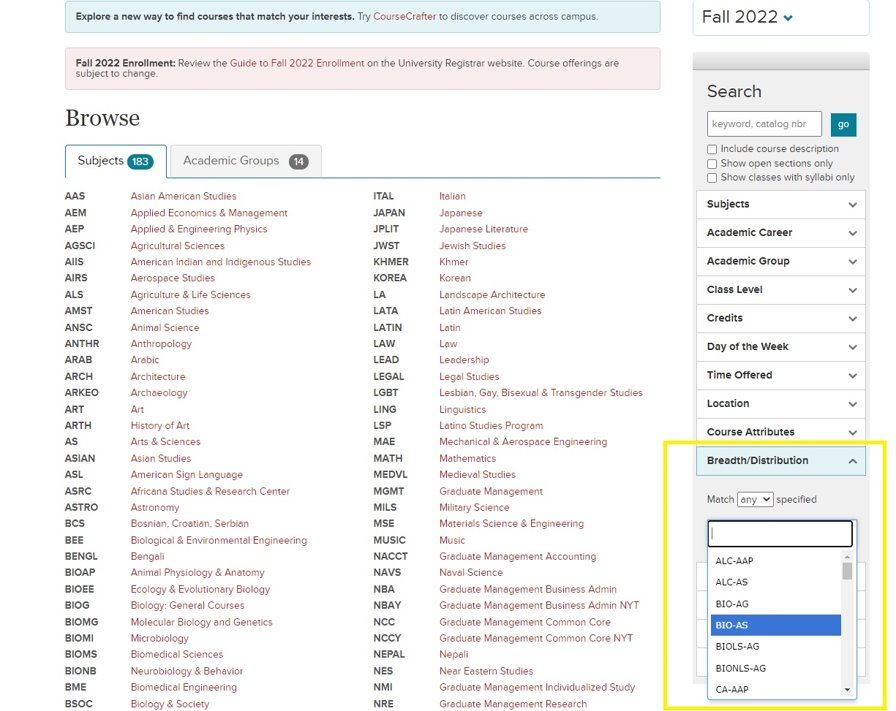 Explore a new way to find courses that match your interests. Try CourseCrafter to discover courses across campus.
Fall 2022 Enrollment: Review the Guide to Fall 2022 Enrollment on the University Registrar website. Course offerings are
subject to change.
Browse
Subjects 183 Academic Groups 14
AAS Asian American Studies
AEM Applied Economics & Management
AEP Applied & Engineering Physics
AGSCI Agricultural Sciences
AIIS American Indian and Indigenous Studies
AIRS Aerospace Studies
ALS Agriculture & Life Sciences
AMST American Studies
ANSC Animal Science
ANTHR Anthropology
ARAB Arabic
ARCH Architecture
ARKEO Archaeology
ART Art
ARTH History of Art
AS Arts & Sciences
ASIAN Asian Studies
ASL American Sign Language
ASRC Africana Studies & Research Center
ASTRO Astronomy
BCS Bosnian, Croatian, Serbian
BEE Biological & Environmental Engineering
BENGL Bengali
BIOAP Animal Physiology & Anatomy
BIOEE Ecology & Evolutionary Biology
BIOG Biology: General Courses
BIOMG Molecular Biology and Genetics
BIOMI Microbiology
BIOMS Biomedical Sciences
BIONB Neurobiology & Behavior
BME Biomedical Engineering
BSOC Biology & Society
ITAL Italian
JAPAN Japanese
JPLIT Japanese Literature
JWST Jewish Studies
KHMER Khmer
KOREA Korean
LA Landscape Architecture
LATA Latin American Studies
LATIN Latin
LAW Law
LEAD Leadership
LEGAL Legal Studies
LGBT Lesbian, Gay, Bisexual & Transgender Studies
LING Linguistics
LSP Latino Studies Program
MAE Mechanical & Aerospace Engineering
MATH Mathematics
MEDVL Medieval Studies
MGMT Graduate Management
MILS Military Science
MSE Materials Science & Engineering
MUSIC Music
NACCT Graduate Management Accounting
NAVS Naval Science
NBA Graduate Management Business Admin
NBAY Graduate Management Business Admin NYT
NCC Graduate Management Common Core
NCCY Graduate Management Common Core NYT
NEPAL Nepali
NES Near Eastern Studies
NMI Graduate Management Individualized Study
NRE Graduate Management Research
Fall 2022
Search
keyword, catalog nbr go
Include course description
Show open sections only
Show classes with syllabi only
Subjects
Academic Career
Academic Group
Class Level
Credits
Day of the Week
Time Offered
Location
Course Attributes
Breadth/Distribution
Match any specified
ALC-AAP
ALC-AS
BIO-AG
BIO-AS
BIOLS-AG
BIONLS-AG
CA-AAP